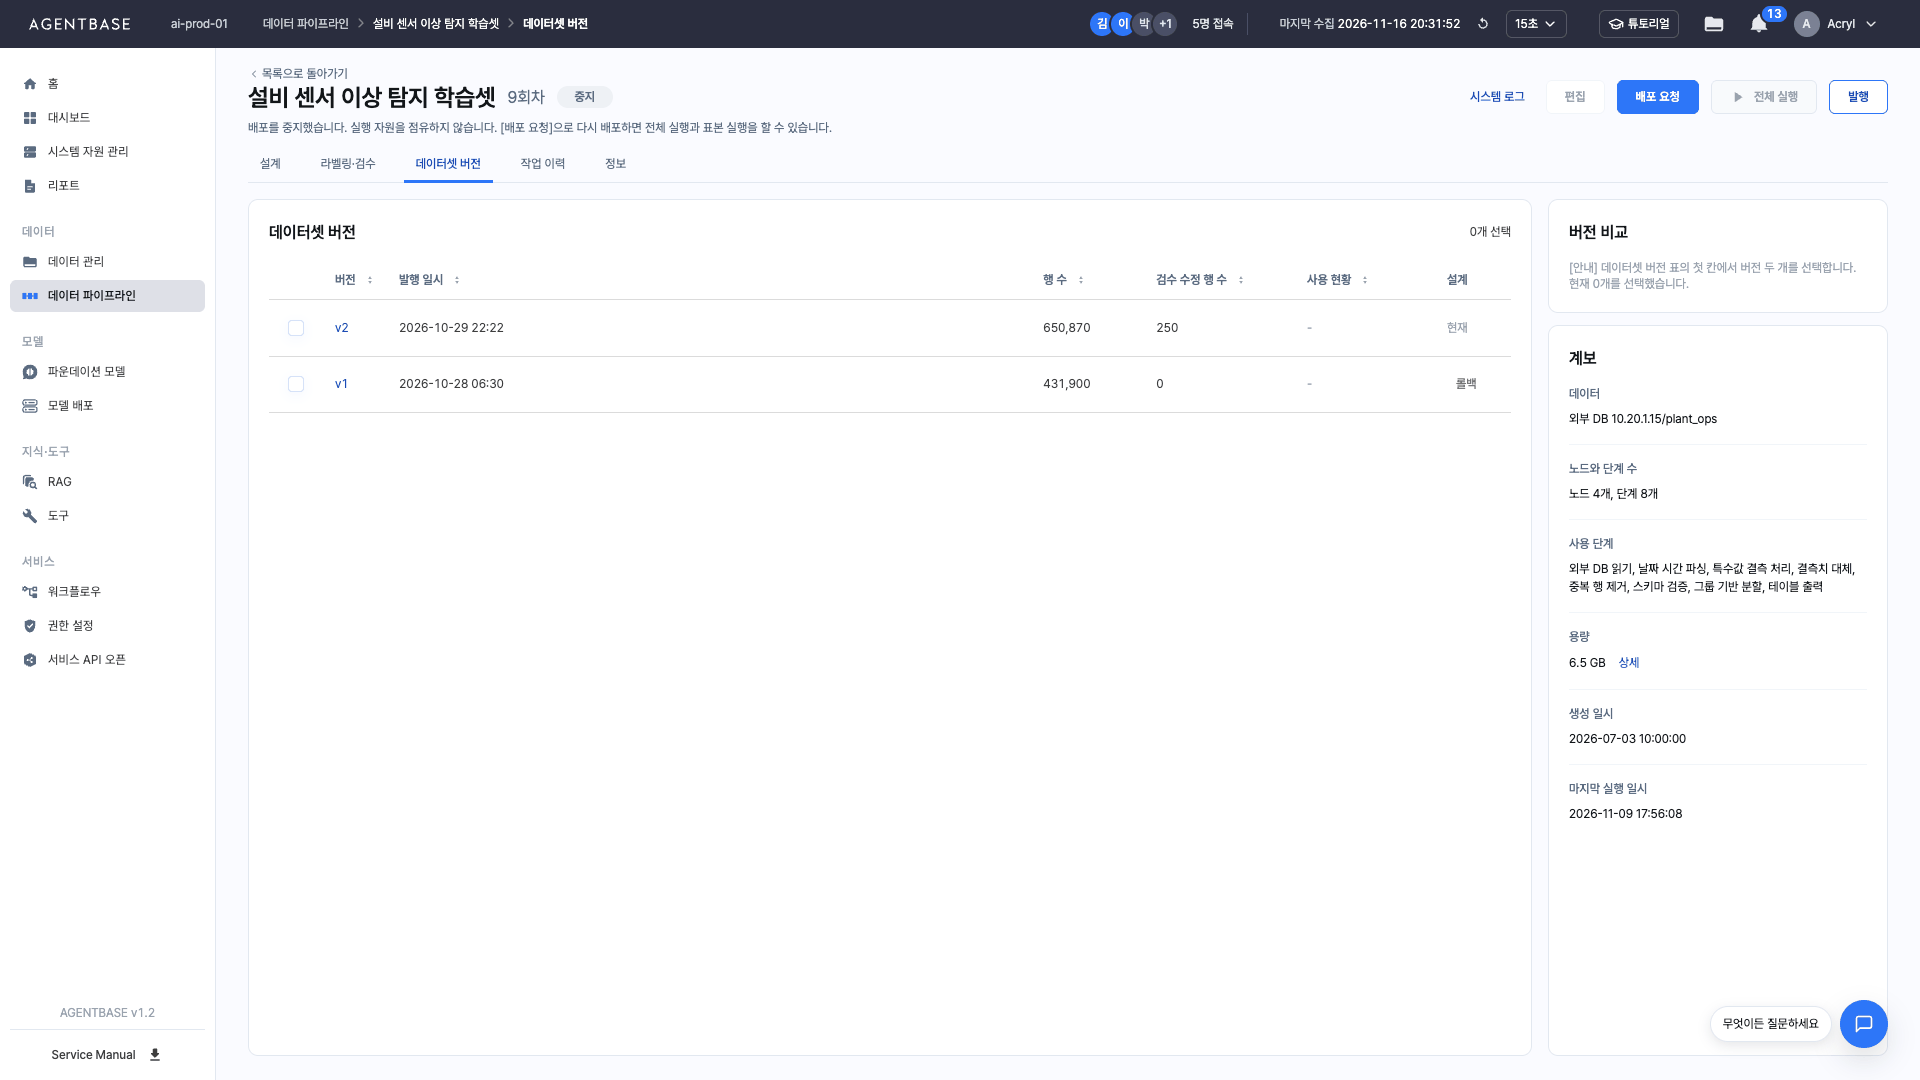 AGENTBASE
ai-prod-01
데이터 파이프라인
설비 센서 이상 탐지 학습셋
데이터셋 버전
김
이
박
+1
5명 접속
마지막 수집 2026-11-16 20:31:52
15초
튜토리얼
13
A
Acryl
홈
대시보드
시스템 자원 관리
리포트
데이터
데이터 관리
데이터 파이프라인
모델
파운데이션 모델
모델 배포
지식·도구
RAG
도구
서비스
워크플로우
권한 설정
서비스 API 오픈
AGENTBASE v1.2
Service Manual
목록으로 돌아가기
설비 센서 이상 탐지 학습셋 9회차 중지
배포를 중지했습니다. 실행 자원을 점유하지 않습니다. [배포 요청]으로 다시 배포하면 전체 실행과 표본 실행을 할 수 있습니다.
시스템 로그
편집
배포 요청
전체 실행
발행
설계
라벨링·검수
데이터셋 버전
작업 이력
정보
데이터셋 버전
0개 선택
버전 발행 일시 행 수 검수 수정 행 수 사용 현황 설계
v2 2026-10-29 22:22 650,870 250 - 현재
v1 2026-10-28 06:30 431,900 0 - 롤백
버전 비교
[안내] 데이터셋 버전 표의 첫 칸에서 버전 두 개를 선택합니다.
현재 0개를 선택했습니다.
계보
데이터
외부 DB 10.20.1.15/plant_ops
노드와 단계 수
노드 4개, 단계 8개
사용 단계
외부 DB 읽기, 날짜 시간 파싱, 특수값 결측 처리, 결측치 대체,
중복 행 제거, 스키마 검증, 그룹 기반 분할, 테이블 출력
용량
6.5 GB 상세
생성 일시
2026-07-03 10:00:00
마지막 실행 일시
2026-11-09 17:56:08
무엇이든 질문하세요